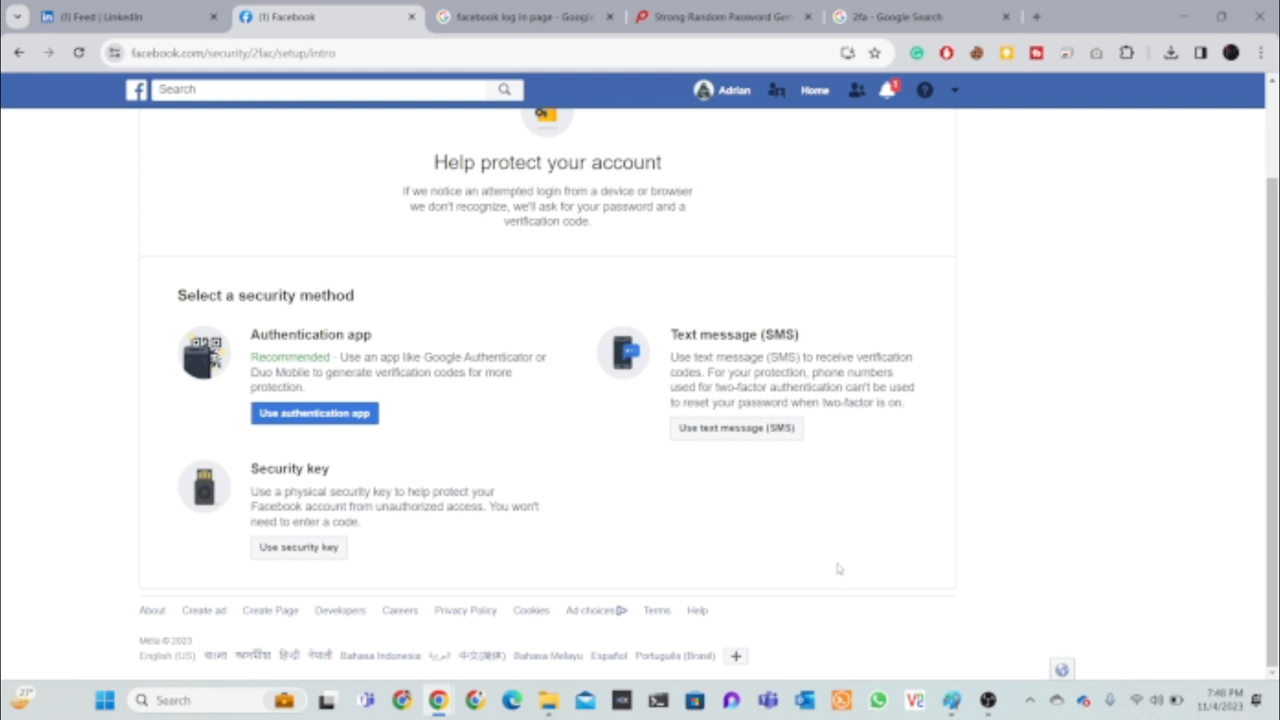 (1) Feed | LinkedIn
(1) Facebook
facebook log in page - Google
Strong Random Password Gen
2fa - Google Search
facebook.com/security/2fac/setup/intro
Search
Adrian
Home
1
Help protect your account
If we notice an attempted login from a device or browser
we don't recognize, we'll ask for your password and a
verification code.
Select a security method
Authentication app
Recommended - Use an app like Google Authenticator or
Duo Mobile to generate verification codes for more
protection.
Use authentication app
Text message (SMS)
Use text message (SMS) to receive verification
codes. For your protection, phone numbers
used for two-factor authentication can't be used
to reset your password when two-factor is on.
Use text message (SMS)
Security key
Use a physical security key to help protect your
Facebook account from unauthorized access. You won't
need to enter a code.
Use security key
About Create ad Create Page Developers Careers Privacy Policy Cookies Ad choices Terms Help
Meta © 2023
English (US) বাংলা অসমীয়া हिन्दी नेपाली Bahasa Indonesia العربية 中文(简体) Bahasa Melayu Español Português (Brasil)
27°
Search
7:48 PM
11/4/2023